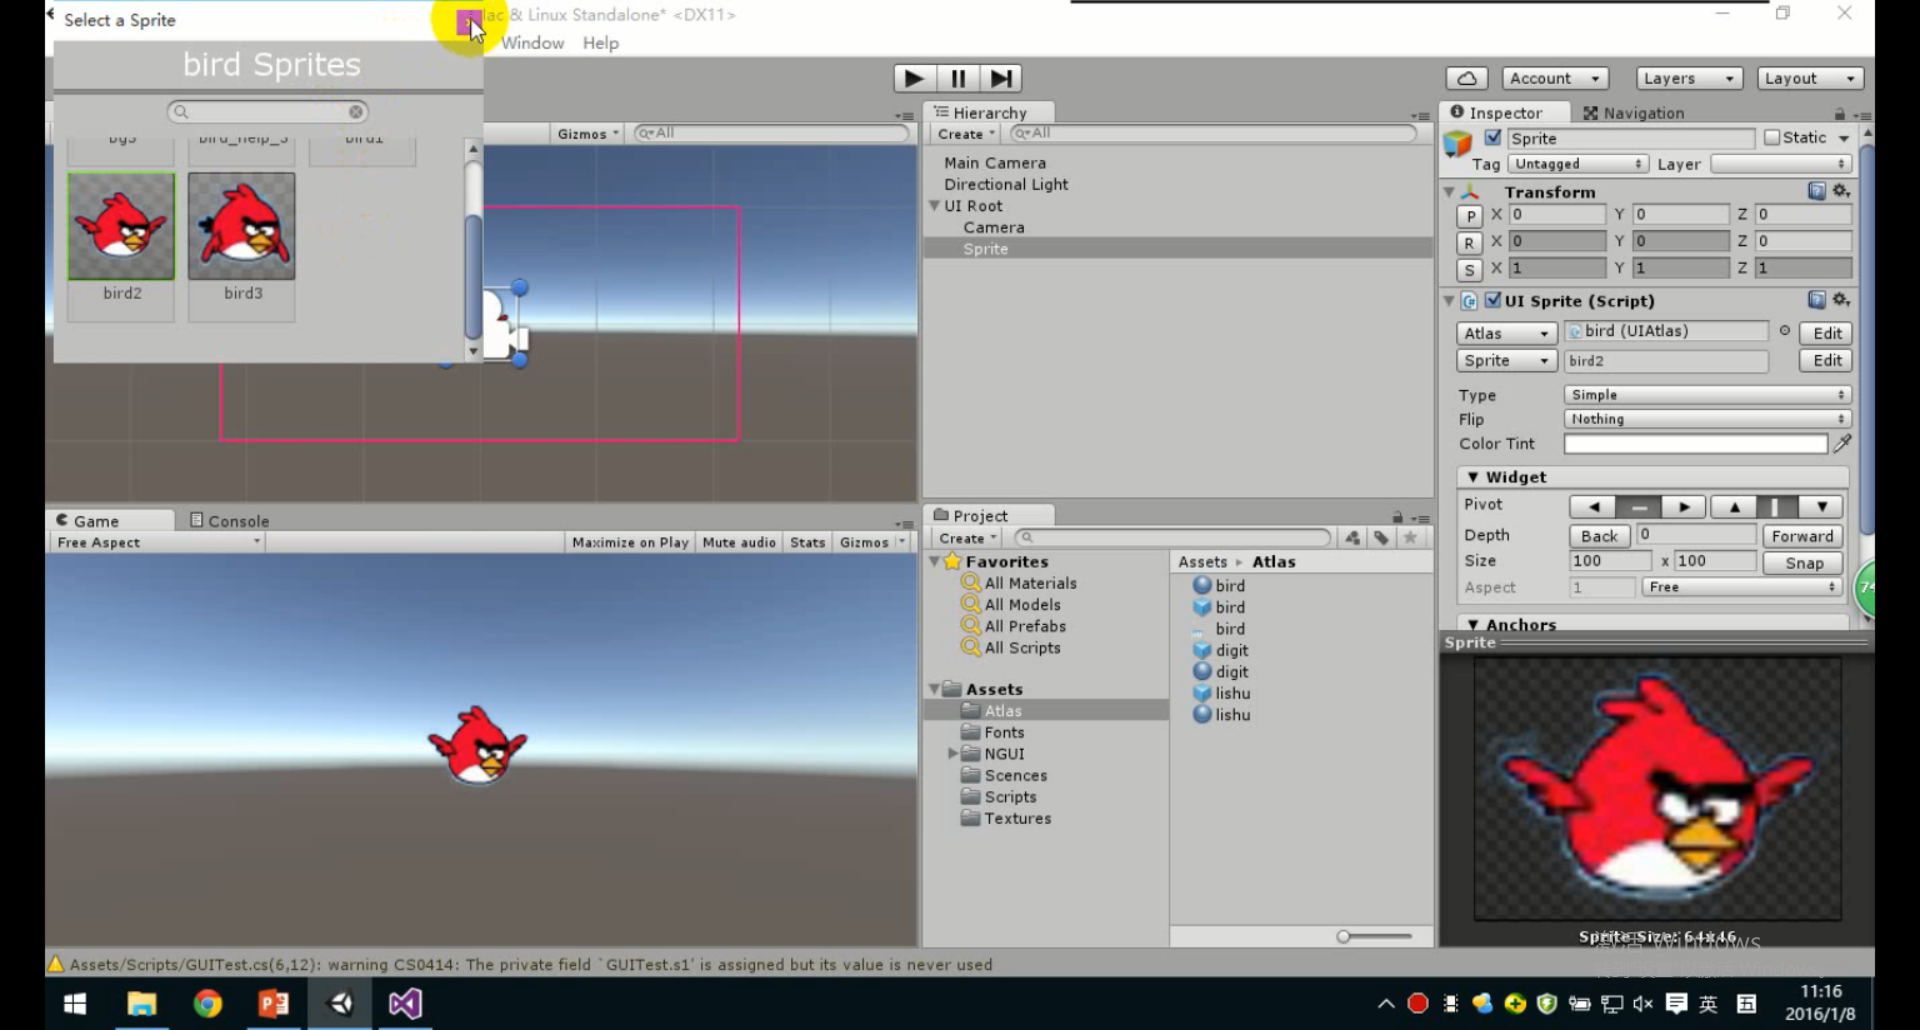 Select a Sprite
ac & Linux Standalone* <DX11>
Window Help
bird Sprites
bg3 bird_help_3 bird1
bird2 bird3
Gizmos All
Hierarchy
Create All
Main Camera
Directional Light
UI Root
Camera
Sprite
Account Layers Layout
Inspector Navigation
Sprite Static
Tag Untagged Layer
Transform
P X 0 Y 0 Z 0
R X 0 Y 0 Z 0
S X 1 Y 1 Z 1
UI Sprite (Script)
Atlas bird (UIAtlas) Edit
Sprite bird2 Edit
Type Simple
Flip Nothing
Color Tint
Widget
Pivot
Depth Back 0 Forward
Size 100 x 100 Snap
Aspect 1 Free
Anchors
Sprite
Sprite Size: 64x46
Game Console
Free Aspect Maximize on Play Mute audio Stats Gizmos
Project
Create
Favorites
All Materials
All Models
All Prefabs
All Scripts
Assets
Atlas
Fonts
NGUI
Scences
Scripts
Textures
Assets Atlas
bird
bird
bird
digit
digit
lishu
lishu
74
Assets/Scripts/GUITest.cs(6,12): warning CS0414: The private field `GUITest.s1' is assigned but its value is never used
英 五
11:16
2016/1/8